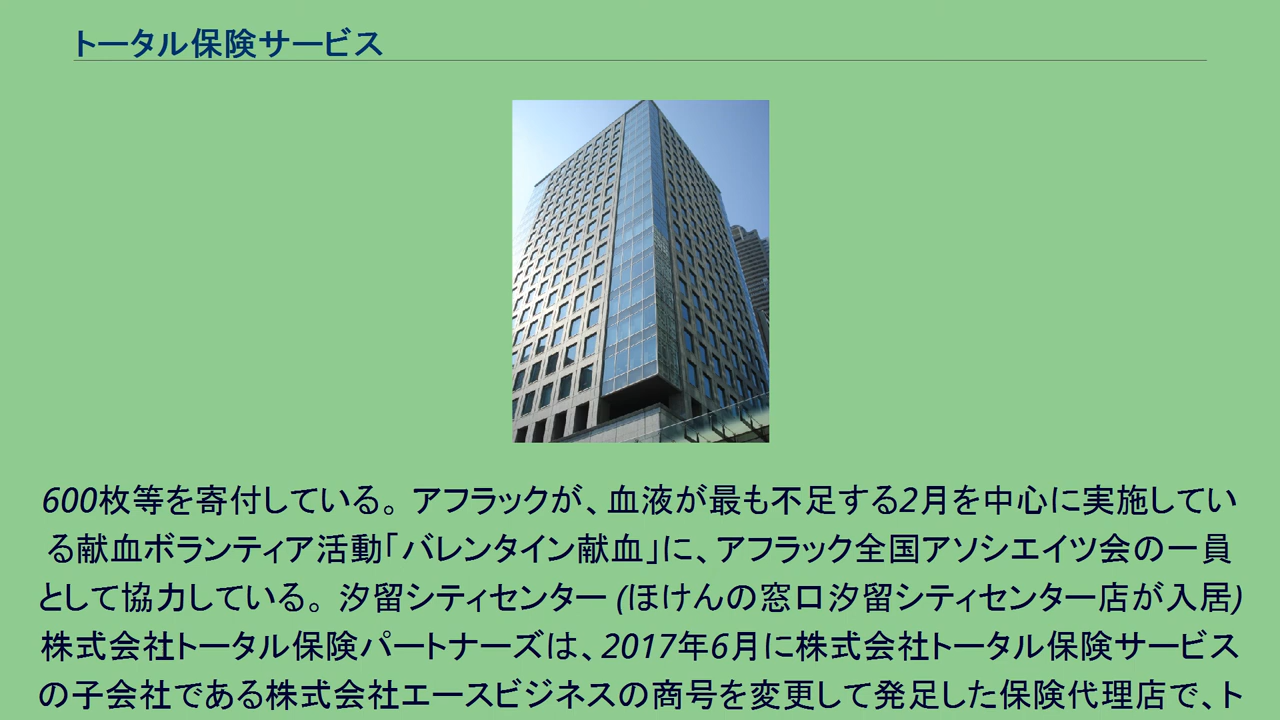 トータル保険サービス
600枚等を寄付している。アフラックが、血液が最も不足する2月を中心に実施してい
る献血ボランティア活動「バレンタイン献血」に、アフラック全国アソシエイツ会の一員
として協力している。汐留シティセンター (ほけんの窓口汐留シティセンター店が入居)
株式会社トータル保険パートナーズは、2017年6月に株式会社トータル保険サービス
の子会社である株式会社エースビジネスの商号を変更して発足した保険代理店で、ト